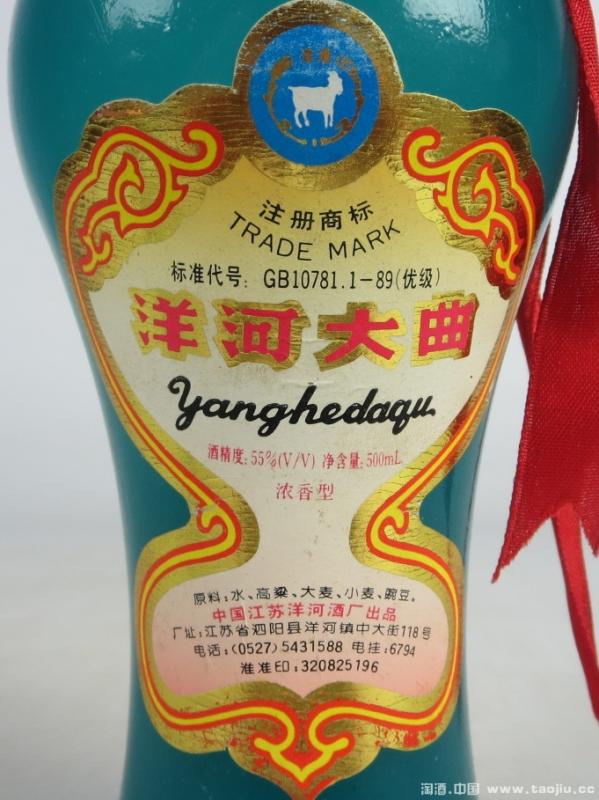 注册商标
TRADE MARK
标准代号: GB10781.1-89(优级)
洋河大曲
Yanghedaqu.
酒精度: 55%(V/V) 净含量: 500mL
浓香型
原料: 水、高粱、大麦、小麦、豌豆。
中国江苏洋河酒厂出品
厂址: 江苏省泗阳县洋河镇中大街118号
电话: (0527) 5431588 电挂: 6794
准准印: 320825196
淘酒.中国 www.taojiu.cc